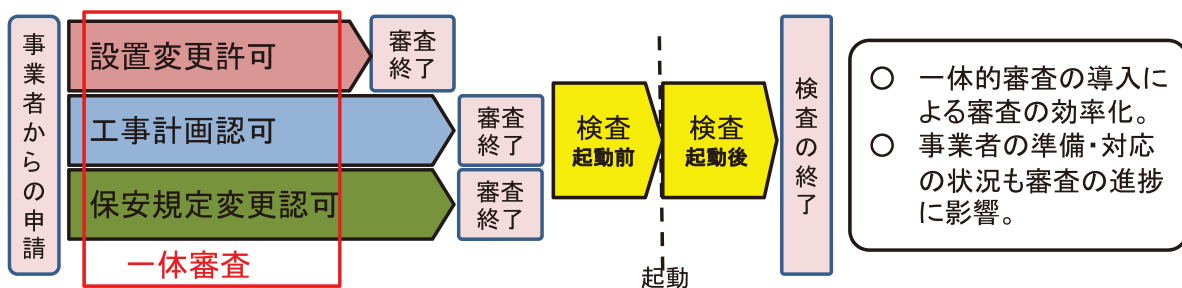 事業者からの申請
設置変更許可
審査
終了
工事計画認可
審査
終了
保安規定変更認可
審査
終了
一体審査
検査
起動前
検査
起動後
起動
検査の終了
○ 一体的審査の導入に
よる審査の効率化。
○ 事業者の準備・対応
の状況も審査の進捗
に影響。